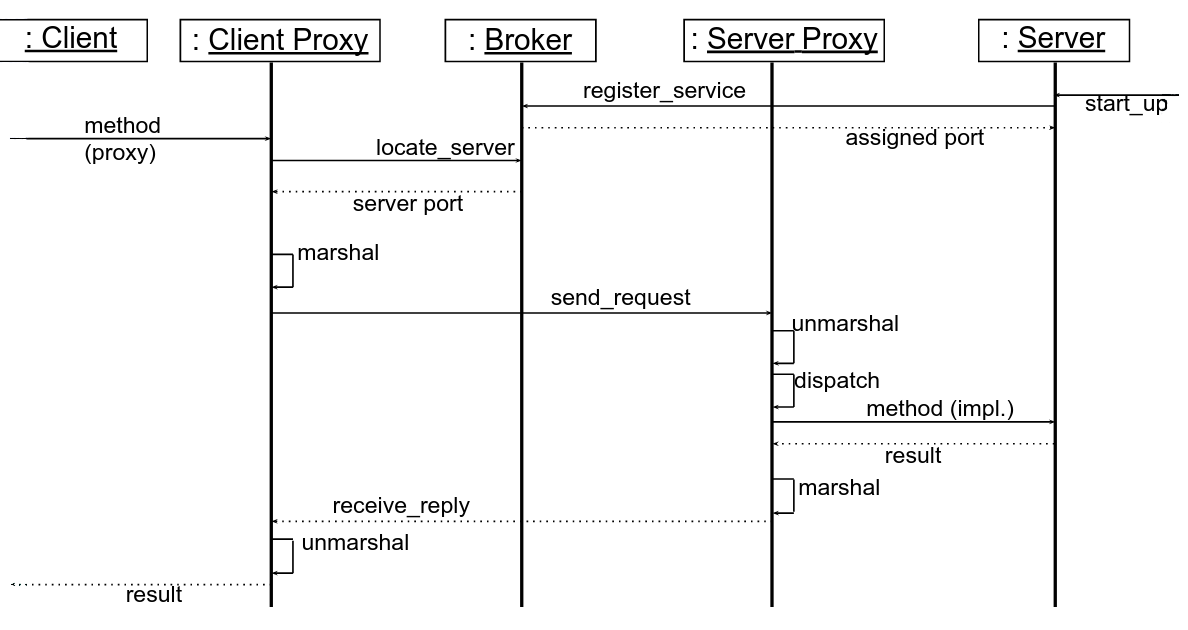 : Client
: Client Proxy
: Broker
: Server Proxy
: Server
register_service
start_up
method
(proxy)
assigned port
locate_server
server port
marshal
send_request
unmarshal
dispatch
method (impl.)
result
marshal
receive_reply
unmarshal
result